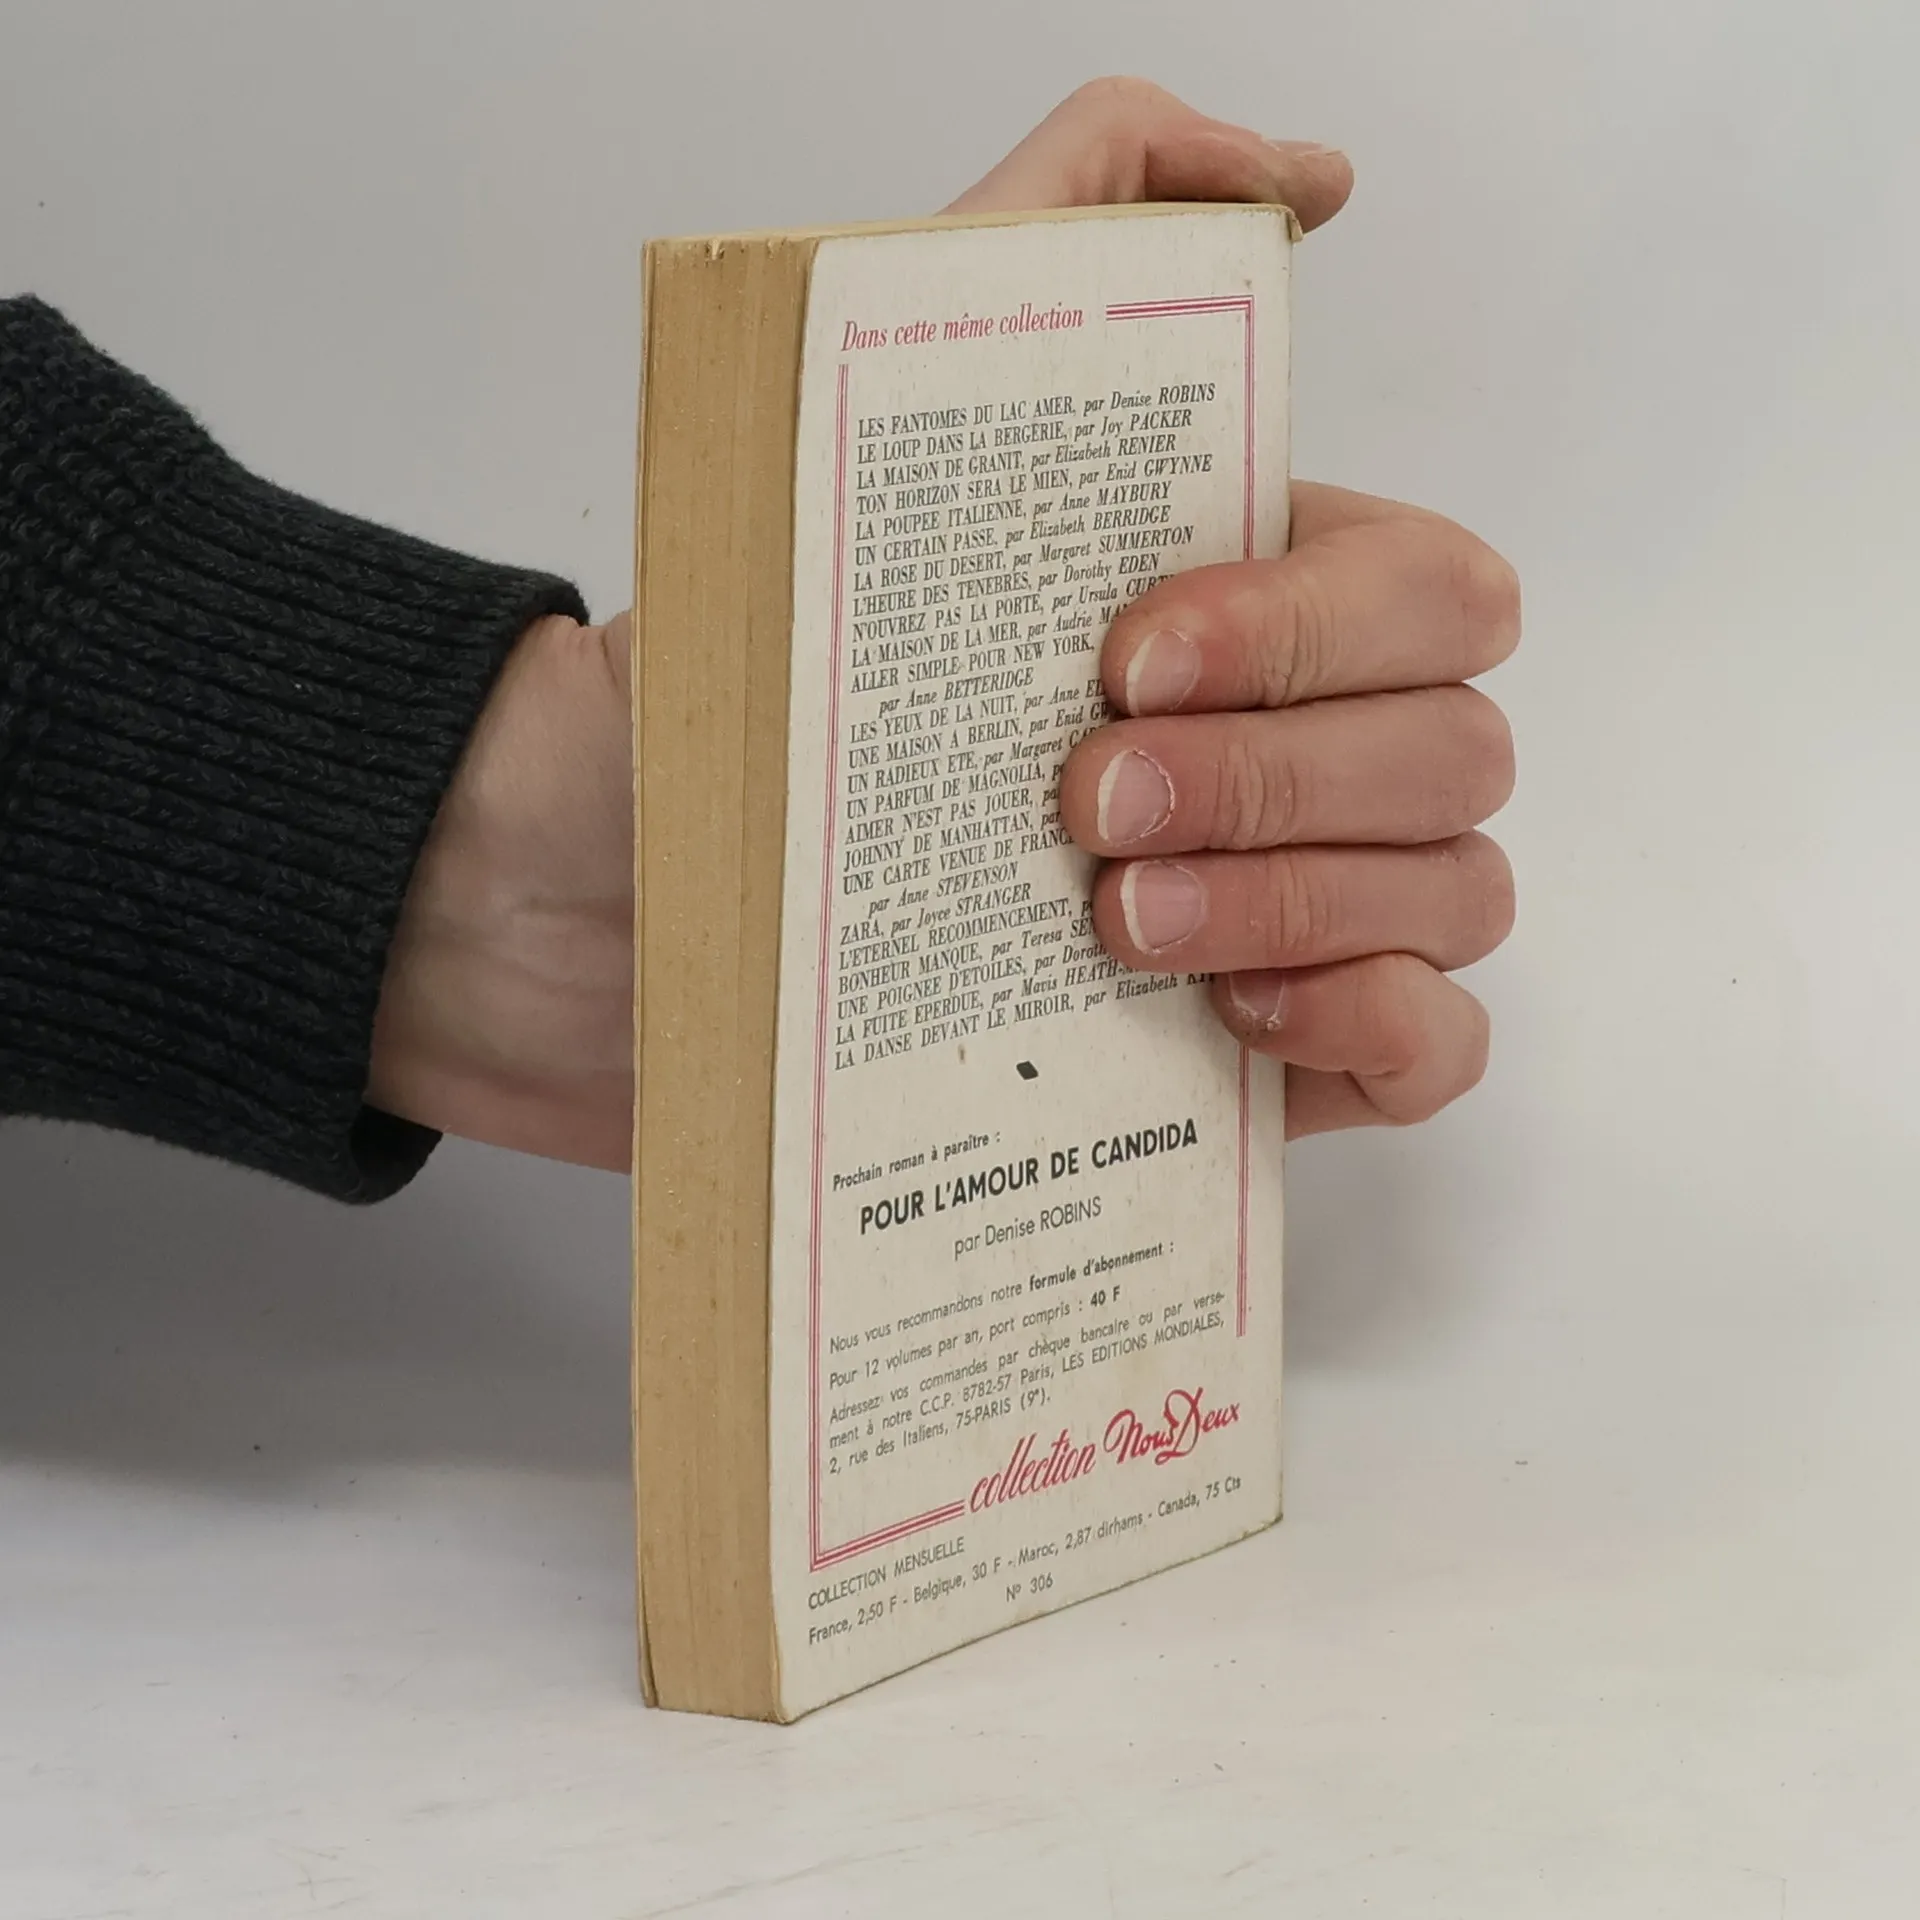 Dans cette même collection
LES FANTOMES DU LAC AMER, par Denise ROBINS
LE LOUP DANS LA BERGERIE, par Joy PACKER
LA MAISON DE GRANIT, par Elizabeth RENIER
TON HORIZON SERA LE MIEN, par Enid GWYNNE
LA POUPEE ITALIENNE, par Anne MAYBURY
UN CERTAIN PASSE, par Elizabeth BERRIDGE
LA ROSE DU DESERT, par Margaret SUMMERTON
L'HEURE DES TENEBRES, par Dorothy EDEN
N'OUVREZ PAS LA PORTE, par Ursula
LA MAISON DE LA MER, par Audrie
ALLER SIMPLE POUR NEW YORK,
par Anne BETTERIDGE
LES YEUX DE LA NUIT, par Anne
UNE MAISON A BERLIN, par Enid
UN RADIEUX ETE, par Margaret
UN PARFUM DE MAGNOLIA,
AIMER N'EST PAS JOUER,
JOHNNY DE MANHATTAN, par
UNE CARTE VENUE DE
par Anne STEVENSON
ZARA, par Joyce STRANGER
L'ETERNEL RECOMMENCEMENT,
BONHEUR MANQUE, par Teresa
UNE POIGNEE D'ETOILES, par
LA FUITE EPERDUE, par Mavis
LA DANSE DEVANT LE MIROIR, par Elizabeth
Prochain roman à paraître :
POUR L'AMOUR DE CANDIDA
par Denise ROBINS
Nous vous recommandons notre formule d'abonnement :
Pour 12 volumes par an, port compris : 40 F
Adressez vos commandes par chèque bancaire ou par verse-
ment à notre C.C.P. 8782-57 Paris, LES EDITIONS MONDIALES,
2, rue des Italiens, 75-PARIS (9e).
collection Nous Deux
COLLECTION MENSUELLE
France, 2,50 F - Belgique, 30 F - Maroc, 2,87 dirhams - Canada, 75 Cts
Nº 306